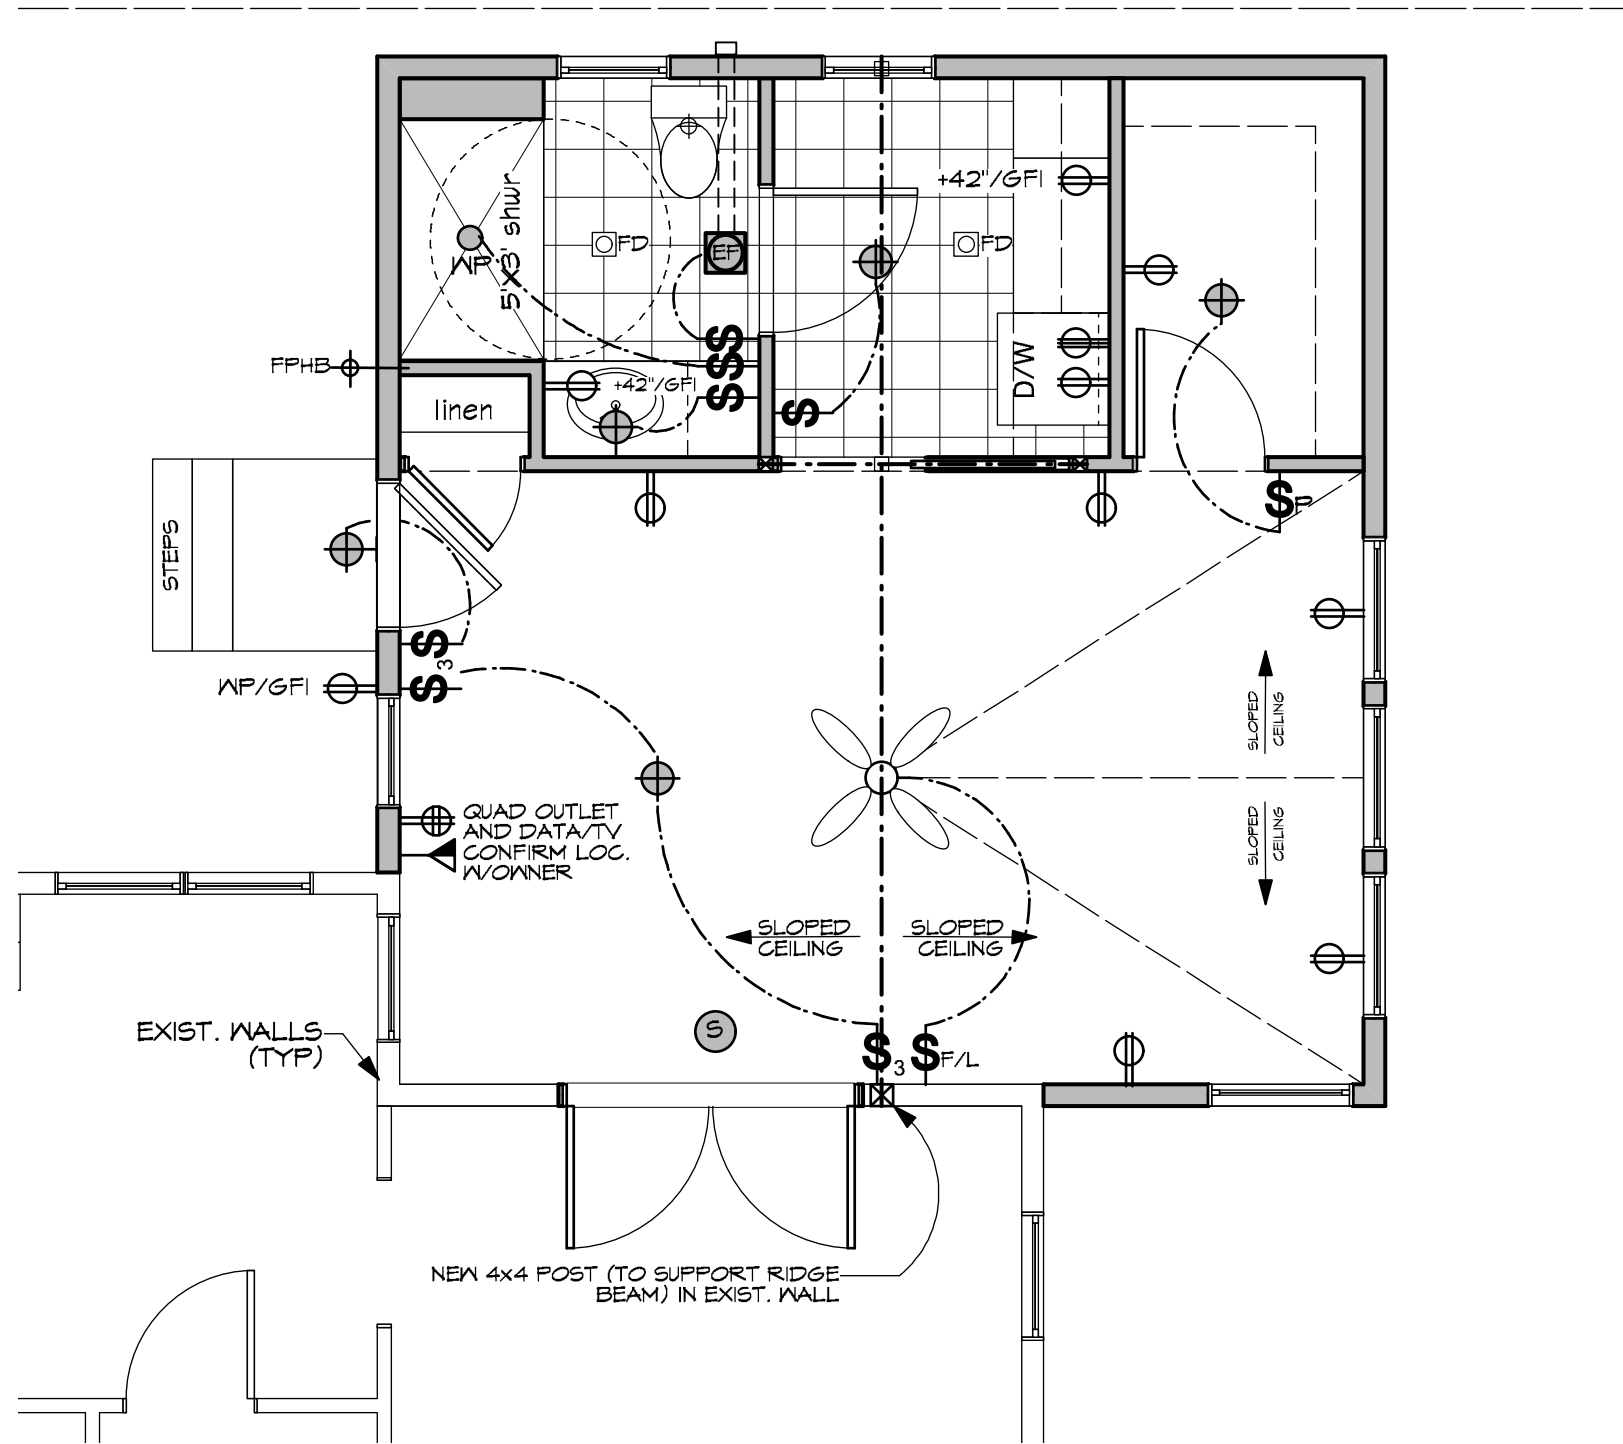 +42"/GFI
5'x3' shwr
WP
FD
EF
FD
S
S
S
+42"/GFI
S
D/W
FPHB
linen
S
P
STEPS
S
3
S
WP/GFI
SLOPED
CEILING
QUAD OUTLET
AND DATA/TV
CONFIRM LOC.
W/OWNER
SLOPED
CEILING
SLOPED
CEILING
SLOPED
CEILING
EXIST. WALLS
(TYP)
S
S
3
S
F/L
NEW 4x4 POST (TO SUPPORT RIDGE
BEAM) IN EXIST. WALL